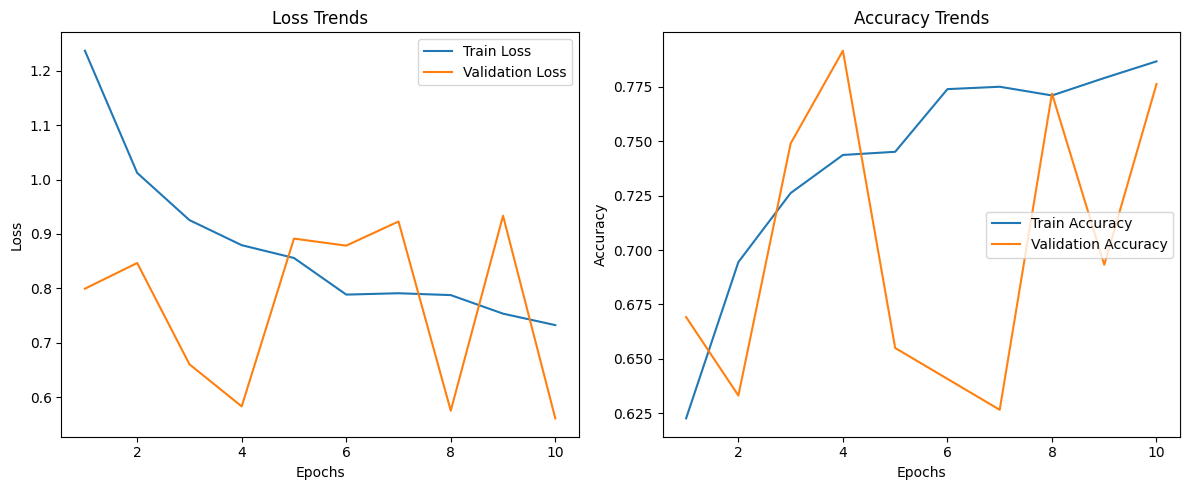 Loss Trends
Train Loss
Validation Loss
1.2
1.1
1.0
0.9
0.8
0.7
0.6
Loss
2
4
6
8
10
Epochs
Accuracy Trends
Train Accuracy
Validation Accuracy
0.775
0.750
0.725
0.700
0.675
0.650
0.625
Accuracy
2
4
6
8
10
Epochs